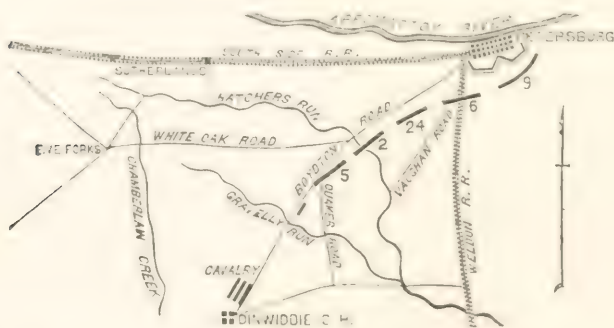 APPOMATTOX RIVER
PETERSBURG
SOUTH SIDE R.R.
SUTHERLANDS
HATCHERS RUN
BOYDTON ROAD
WHITE OAK ROAD
FIVE FORKS
CHAMBERLAIN CREEK
9
6
24
2
5
VAUGHAN ROAD
QUAKER ROAD
GRAVELLY RUN
WELDON R.R.
CAVALRY
DINWIDDIE C.H.